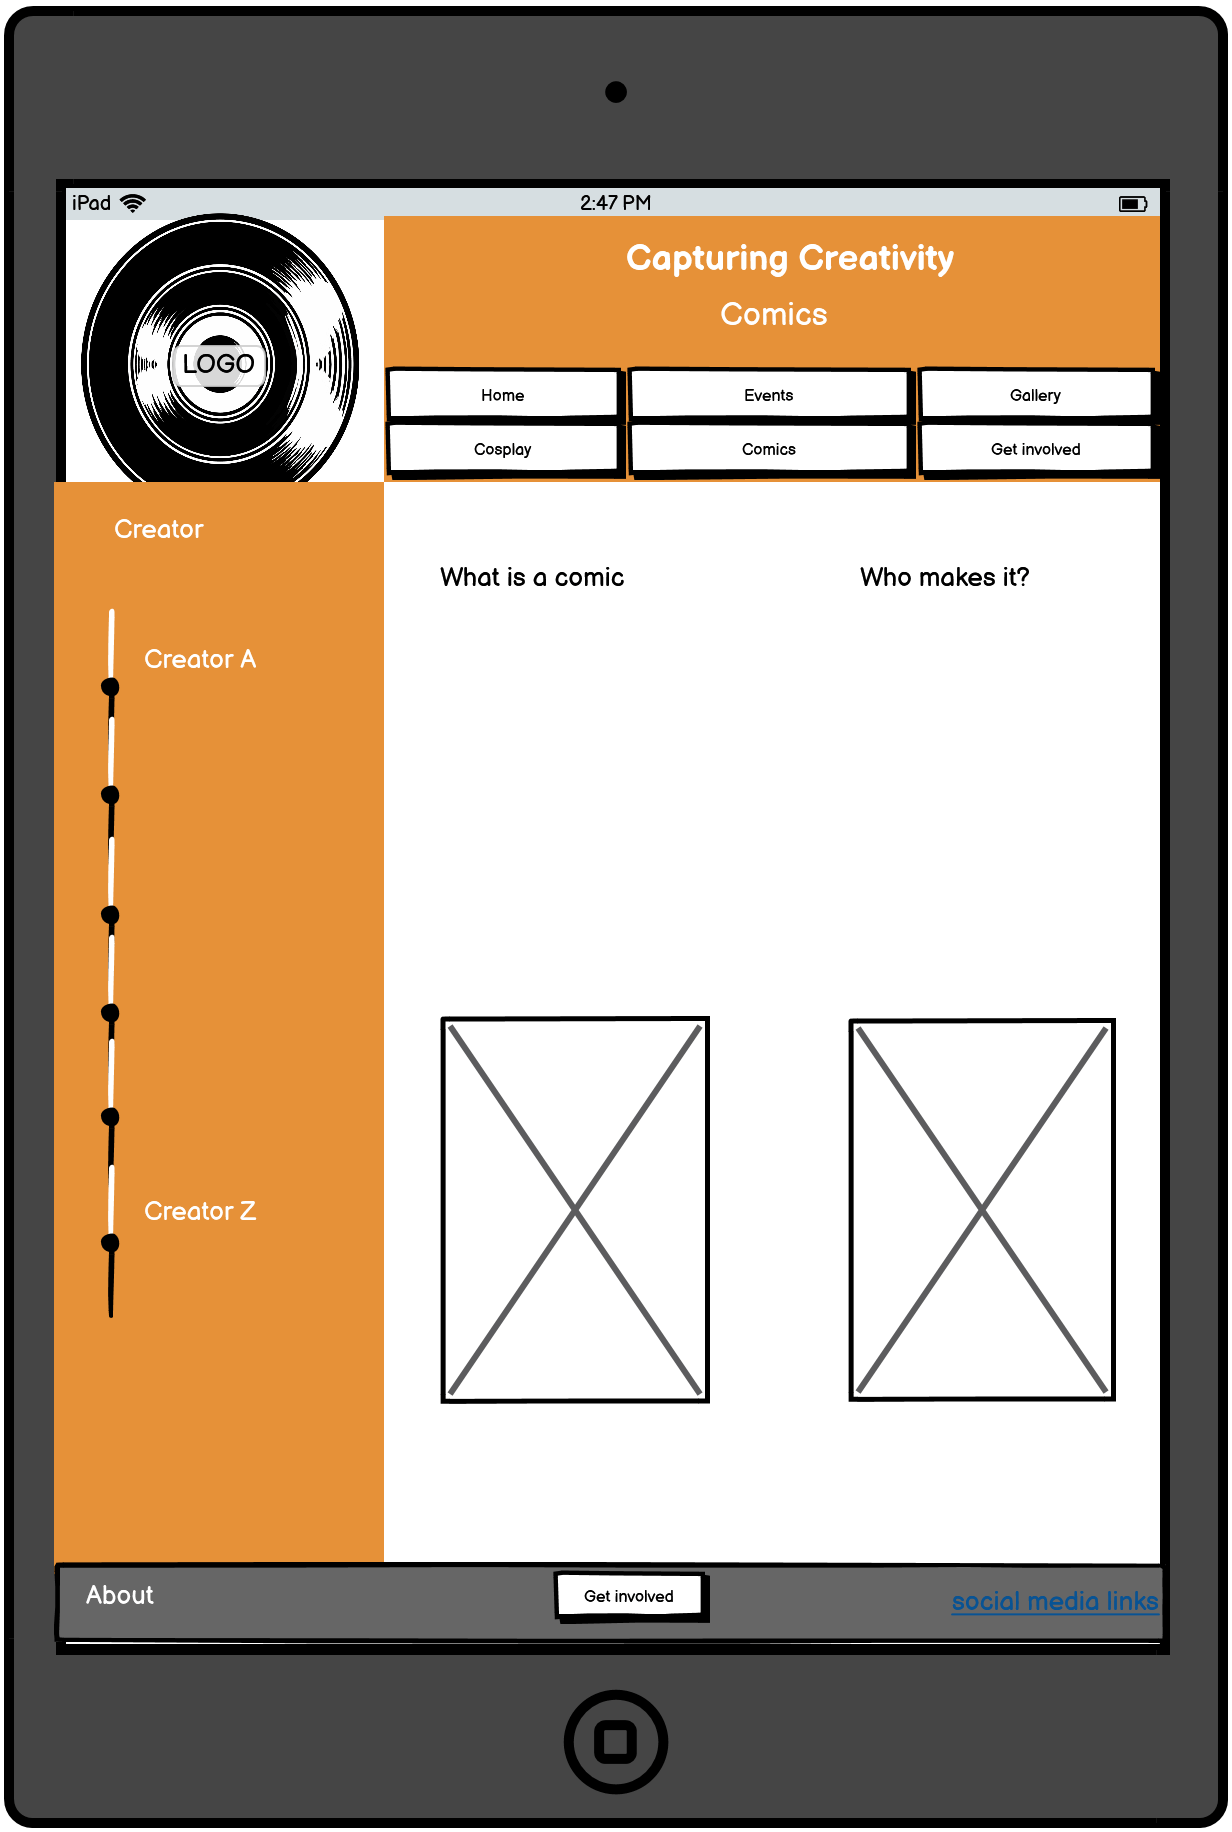 iPad 2:47 PM
LOGO
Capturing Creativity
Comics
Home Events Gallery
Cosplay Comics Get involved
Creator
Creator A
Creator Z
What is a comic
Who makes it?
About Get involved social media links